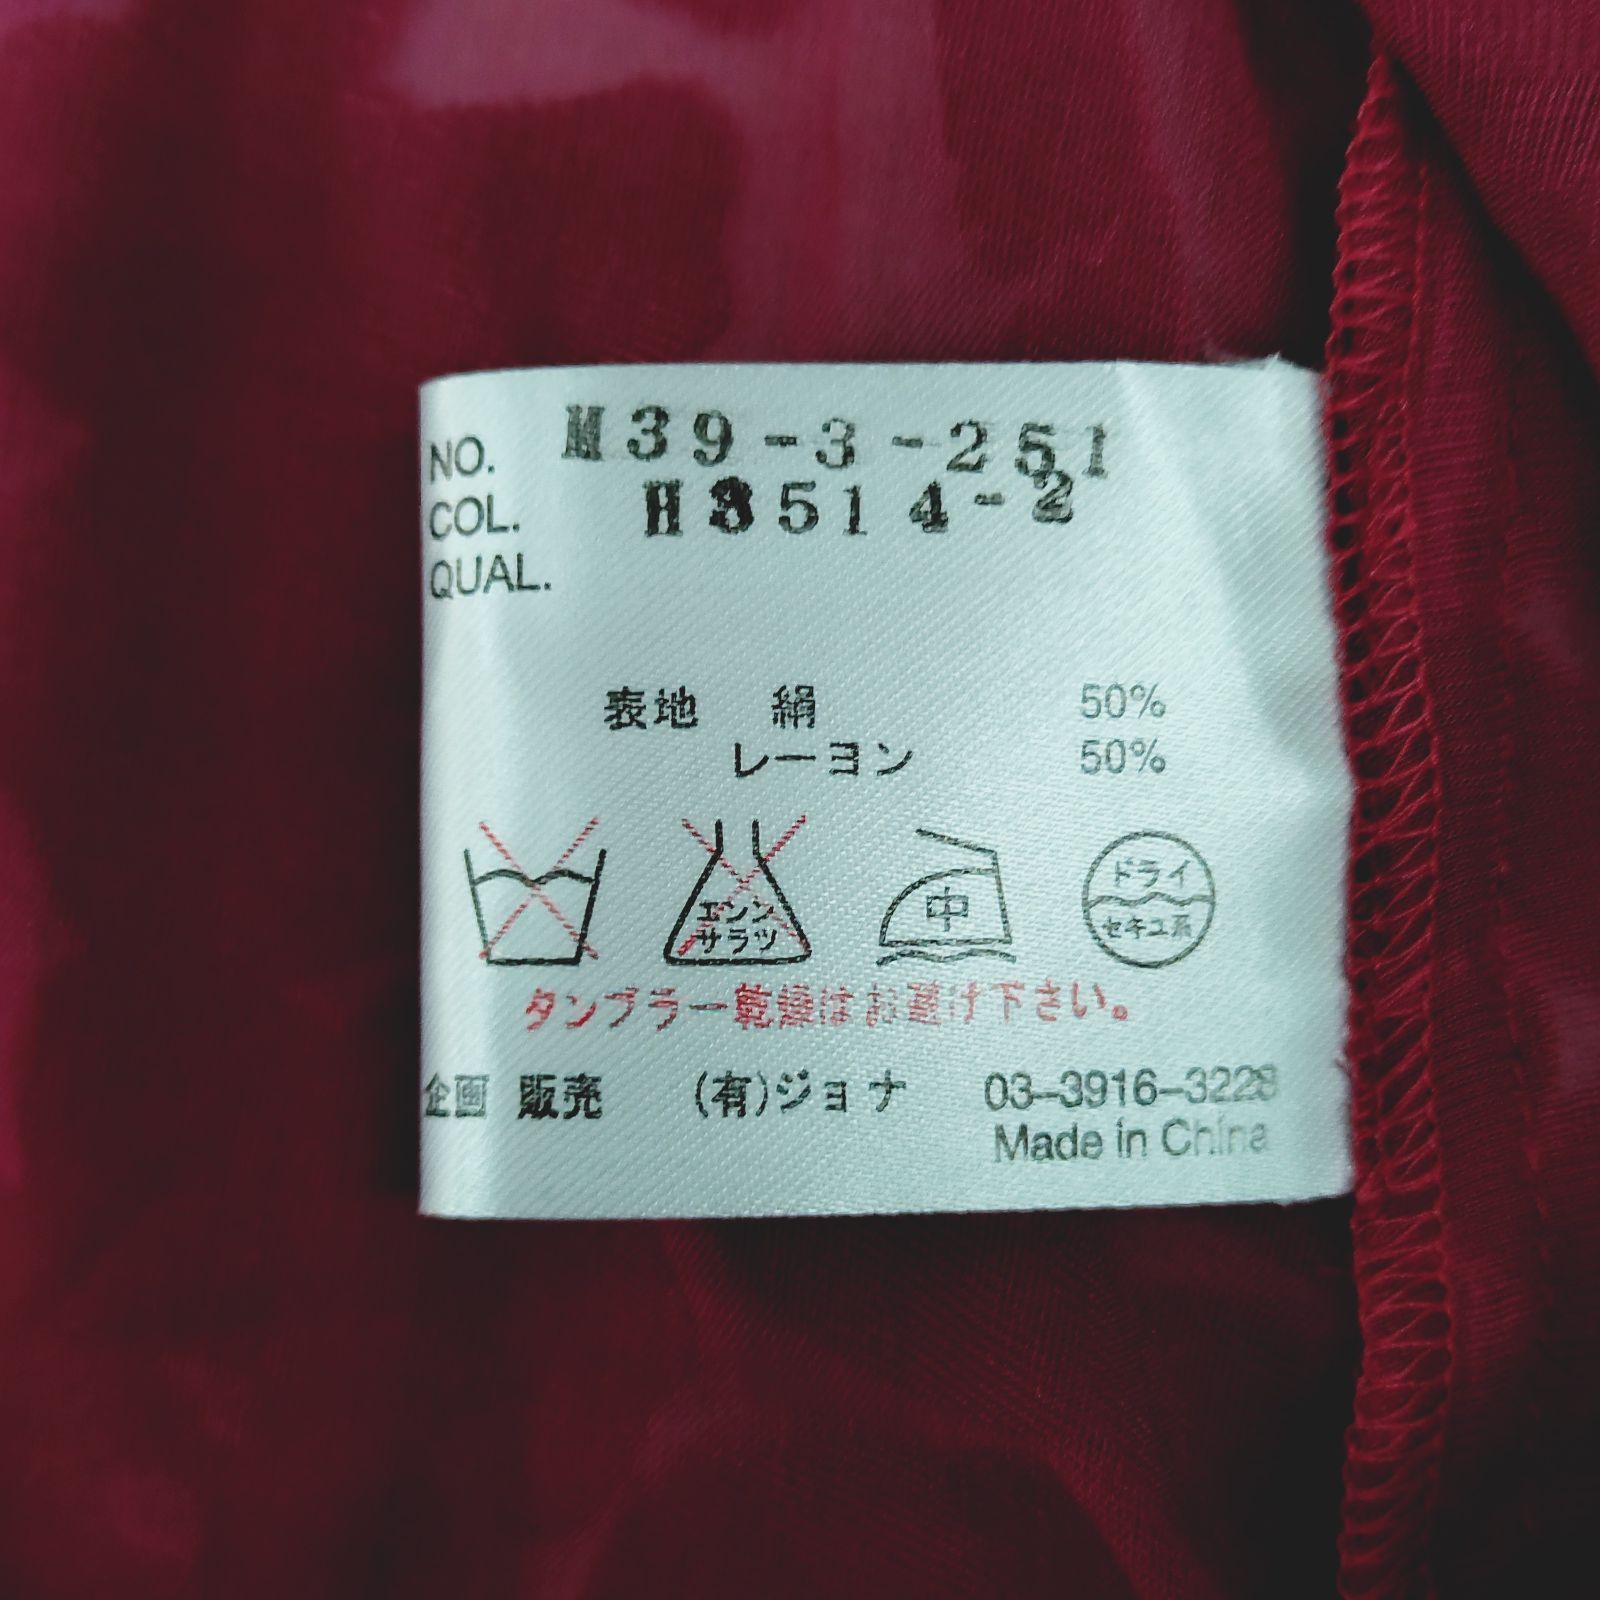 NO. M39-3-251
COL. H3514-2
QUAL.
表地 絹 50%
レーヨン 50%
エンソ
サラシ
中
ドライ
セキユ系
タンブラー乾燥はお避け下さい。
企画 販売 (有)ジョナ 03-3916-3228
Made in China